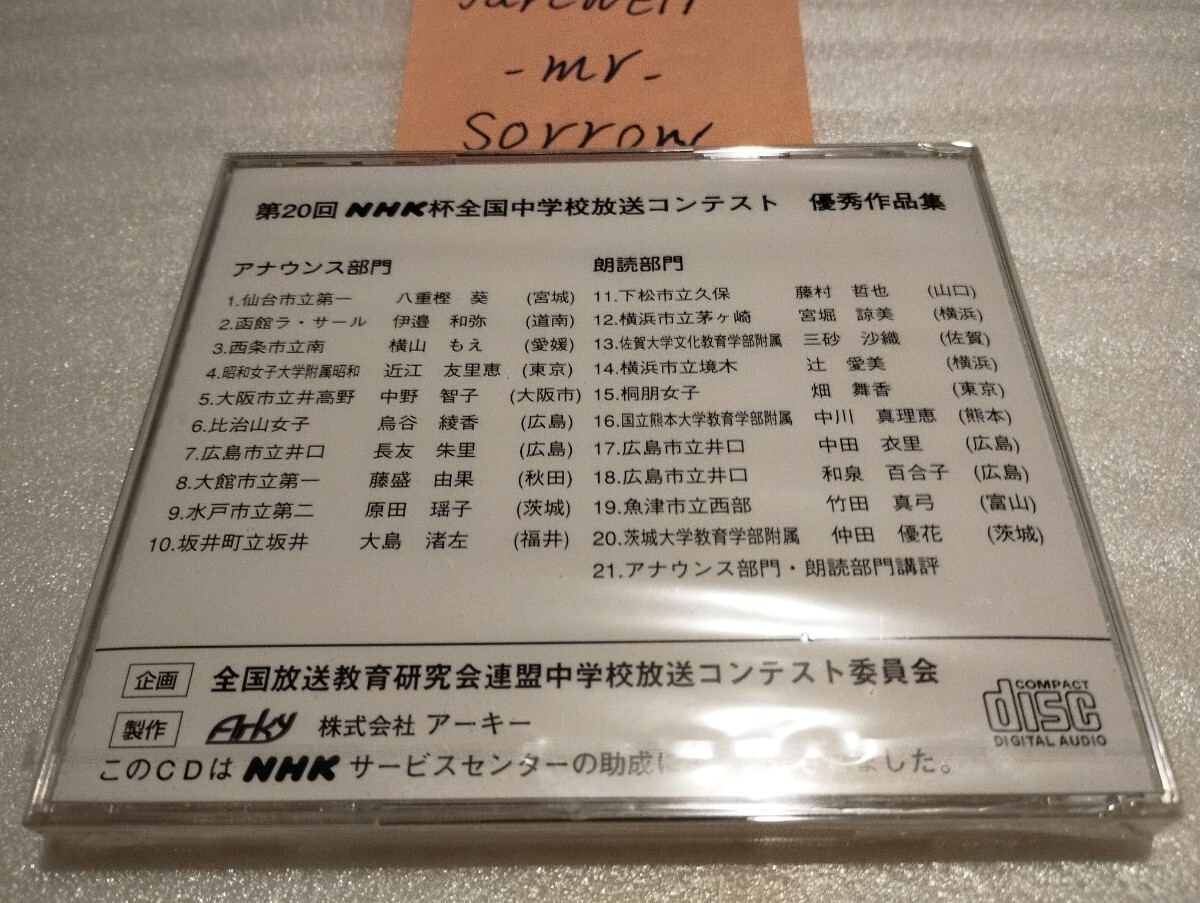 farewell
-mr-
Sorrow
第20回 NHK杯全国中学校放送コンテスト 優秀作品集
アナウンス部門
1.仙台市立第一 八重樫 葵 (宮城)
2.函館ラ・サール 伊邉 和弥 (道南)
3.西条市立南 横山 もえ (愛媛)
4.昭和女子大学附属昭和 近江 友里恵 (東京)
5.大阪市立井高野 中野 智子 (大阪市)
6.比治山女子 烏谷 綾香 (広島)
7.広島市立井口 長友 朱里 (広島)
8.大館市立第一 藤盛 由果 (秋田)
9.水戸市立第二 原田 瑶子 (茨城)
10.坂井町立坂井 大島 渚左 (福井)
朗読部門
11.下松市立久保 藤村 哲也 (山口)
12.横浜市立茅ヶ崎 宮堀 諒美 (横浜)
13.佐賀大学文化教育学部附属 三砂 沙織 (佐賀)
14.横浜市立境木 辻 愛美 (横浜)
15.桐朋女子 畑 舞香 (東京)
16.国立熊本大学教育学部附属 中川 真理恵 (熊本)
17.広島市立井口 中田 衣里 (広島)
18.広島市立井口 和泉 百合子 (広島)
19.魚津市立西部 竹田 真弓 (富山)
20.茨城大学教育学部附属 仲田 優花 (茨城)
21.アナウンス部門・朗読部門講評
企画 全国放送教育研究会連盟中学校放送コンテスト委員会
製作 Arky 株式会社 アーキー
このCDは NHK サービスセンターの助成に ました。
COMPACT
disc
DIGITAL AUDIO